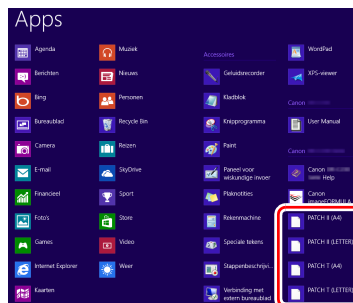 Apps
Agenda
Berichten
Bing
Bureaublad
Camera
E-mail
Financieel
Foto's
Games
Internet Explorer
Kaarten
Muziek
Nieuws
Personen
Recycle Bin
Reizen
SkyDrive
Sport
Store
Video
Weer
Accessoires
Geluidsrecorder
Kladblok
Knipprogramma
Paint
Paneel voor
wiskundige invoer
Plaknotities
Rekenmachine
Speciale tekens
Stappenbeschrijvi...
Verbinding met
extern bureaublad
WordPad
XPS-viewer
Canon
User Manual
Canon
Canon
Help
Canon
imageFORMULA
PATCH II (A4)
PATCH II (LETTER)
PATCH T (A4)
PATCH T (LETTER)